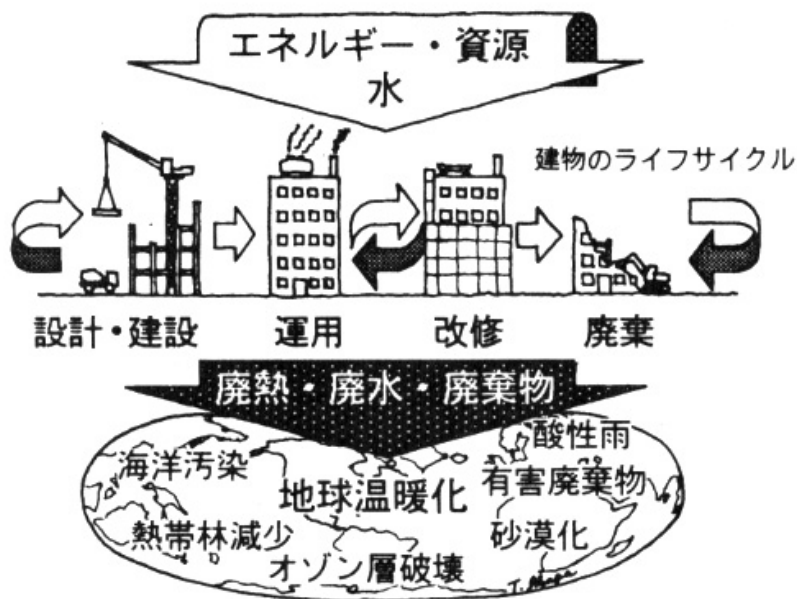 エネルギー・資源
水
建物のライフサイクル
設計・建設 運用 改修 廃棄
廃熱・廃水・廃棄物
酸性雨
海洋汚染
有害廃棄物
地球温暖化
熱帯林減少
砂漠化
オゾン層破壊